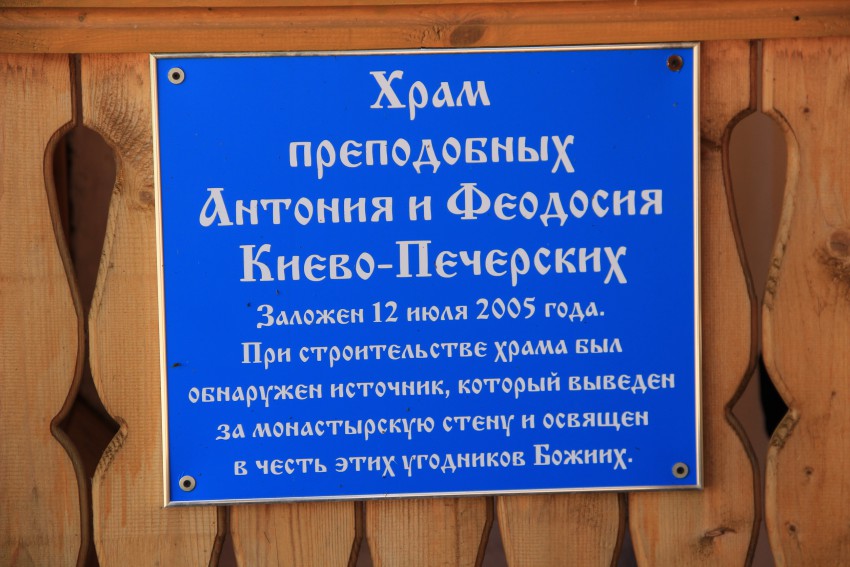 Храм
преподобных
Антония и Феодосия
Киево-Печерских
Заложен 12 июля 2005 года.
При строительстве храма был
обнаружен источник, который выведен
за монастырскую стену и освящен
в честь этих угодников Божиих.